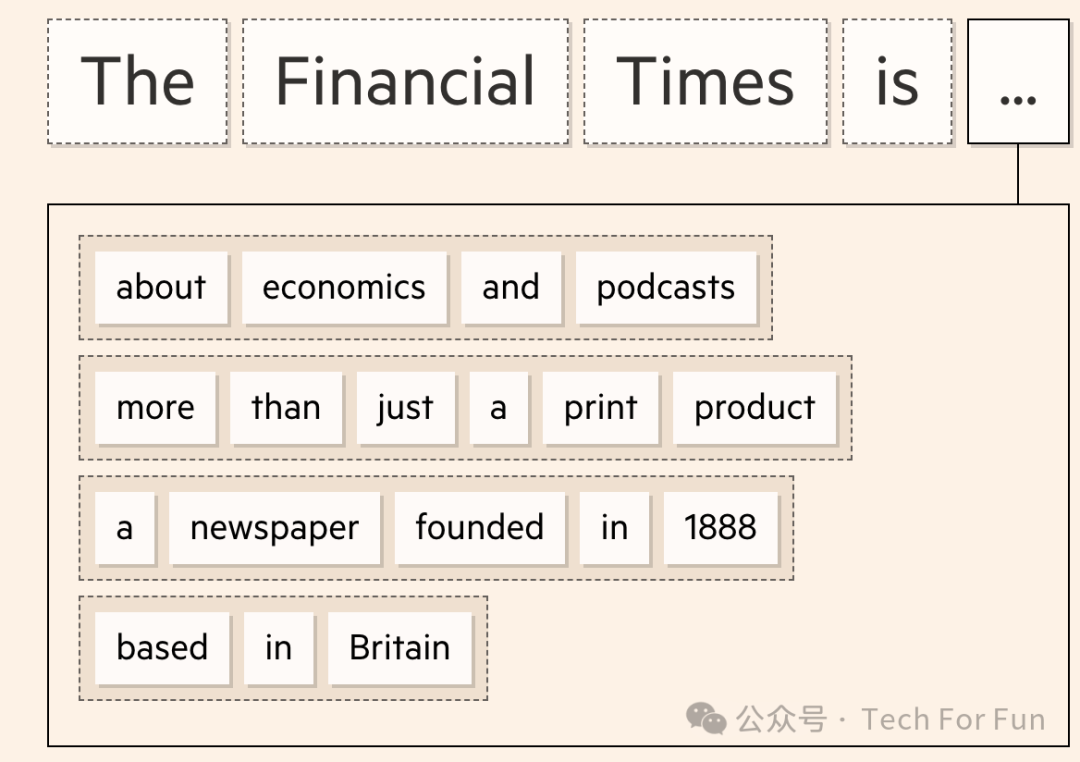 The Financial Times is ...
about economics and podcasts
more than just a print product
a newspaper founded in 1888
based in Britain
公众号 · Tech For Fun